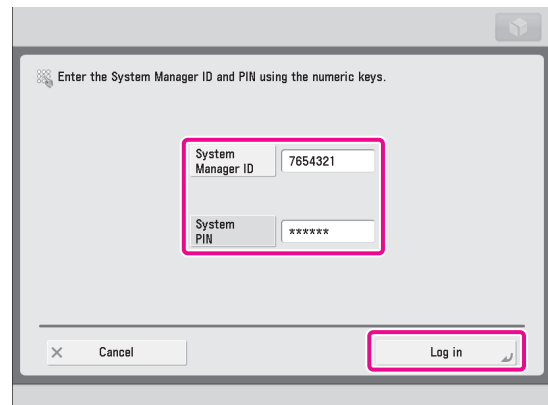 Enter the System Manager ID and PIN using the numeric keys.
System
Manager ID
7654321
System
PIN
******
Cancel
Log in